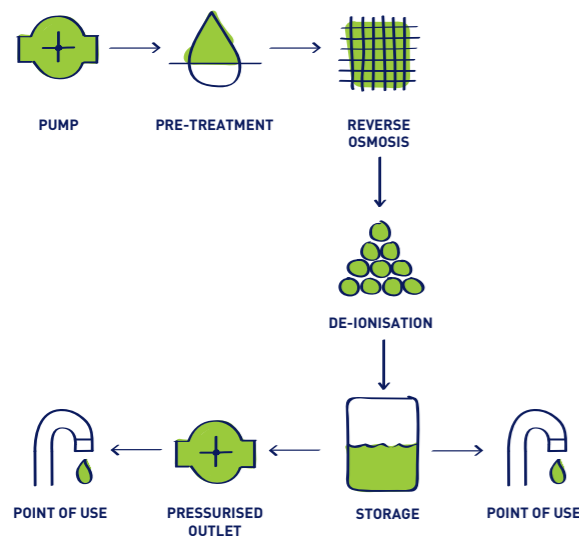 PUMP
PRE-TREATMENT
REVERSE
OSMOSIS
DE-IONISATION
POINT OF USE
PRESSURISED
OUTLET
STORAGE
POINT OF USE